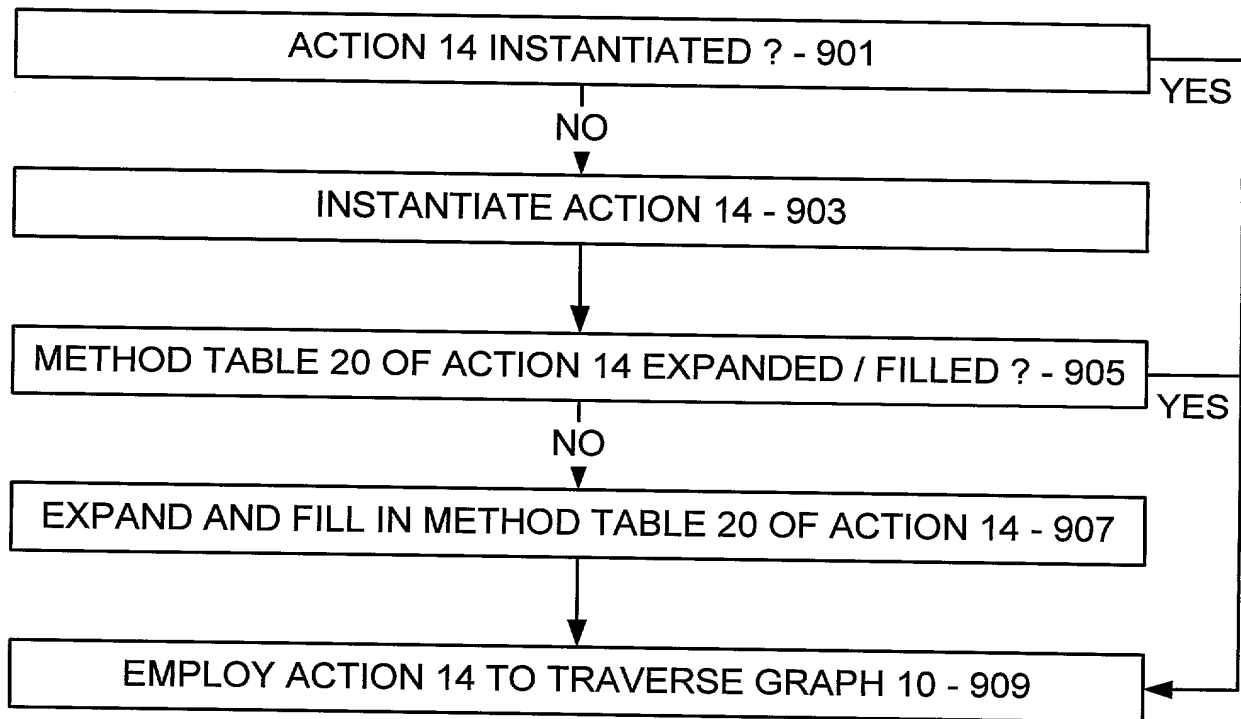 ACTION 14 INSTANTIATED ? - 901
YES
NO
INSTANTIATE ACTION 14 - 903
METHOD TABLE 20 OF ACTION 14 EXPANDED / FILLED ? - 905
YES
NO
EXPAND AND FILL IN METHOD TABLE 20 OF ACTION 14 - 907
EMPLOY ACTION 14 TO TRAVERSE GRAPH 10 - 909